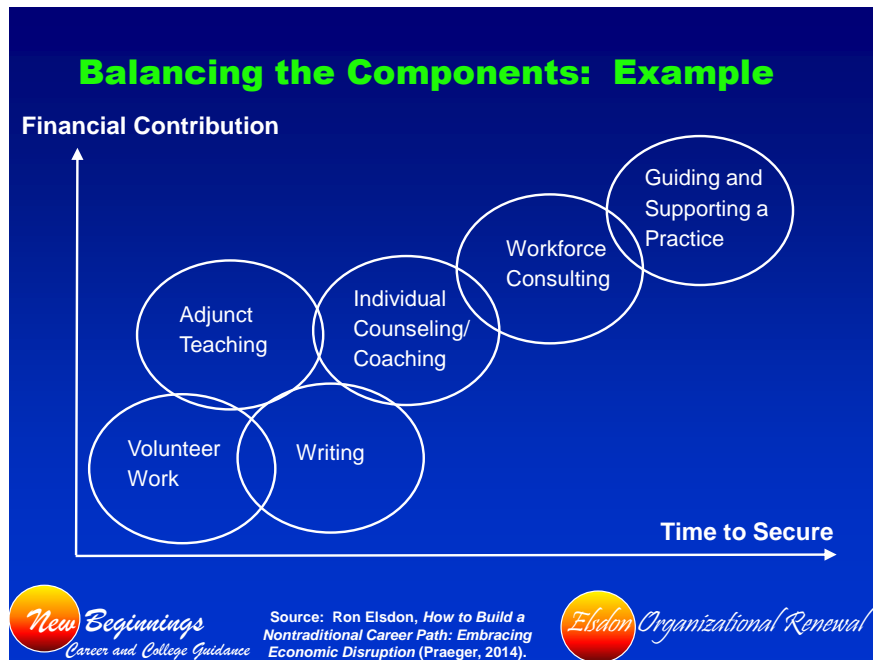 Balancing the Components:  Example
Financial Contribution
Guiding and
Supporting a
Practice
Workforce
Consulting
Individual
Counseling/
Coaching
Adjunct
Teaching
Volunteer
Work
Writing
Time to Secure
New Beginnings
Career and College Guidance
Source:  Ron Elsdon, How to Build a
Nontraditional Career Path: Embracing
Economic Disruption (Praeger, 2014).
Elsdon Organizational Renewal